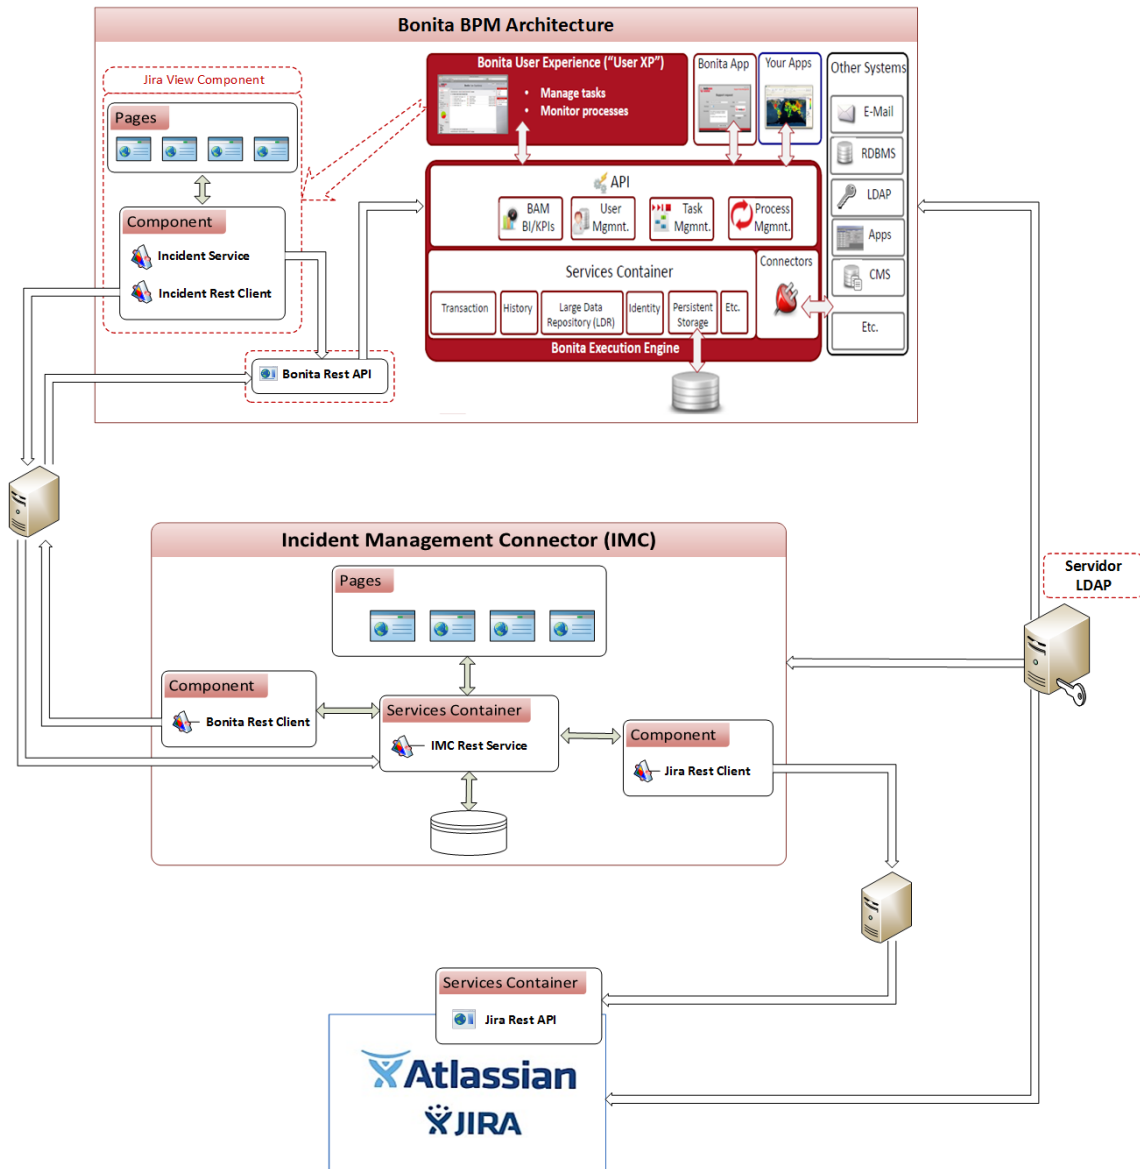 Bonita BPM Architecture
Jira View Component
Pages
Component
Incident Service
Incident Rest Client
Bonita Rest API
Bonita User Experience (“User XP”)
• Manage tasks
• Monitor processes
Bonita App
Your Apps
Other Systems
E-Mail
RDBMS
LDAP
Apps
CMS
Etc.
API
BAM
BI/KPIs
User
Mgmnt.
Task
Mgmnt.
Process
Mgmnt.
Services Container
Connectors
Transaction
History
Large Data
Repository (LDR)
Identity
Persistent
Storage
Etc.
Bonita Execution Engine
Incident Management Connector (IMC)
Pages
Component
Bonita Rest Client
Services Container
IMC Rest Service
Component
Jira Rest Client
Servidor
LDAP
Services Container
Jira Rest API
Atlassian
JIRA